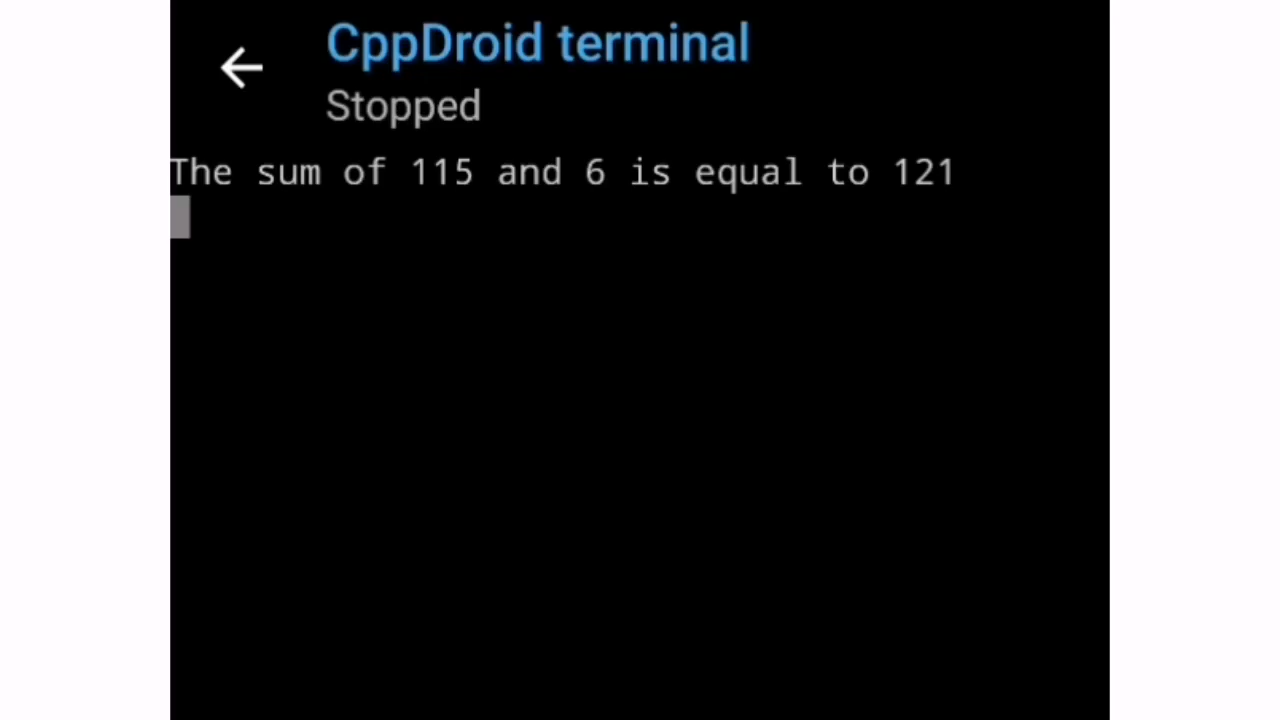 CppDroid terminal
Stopped
The sum of 115 and 6 is equal to 121